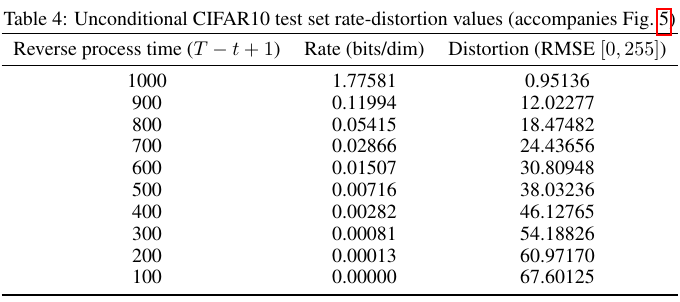 Table 4: Unconditional CIFAR10 test set rate-distortion values (accompanies Fig. 5)
Reverse process time (T − t + 1) Rate (bits/dim) Distortion (RMSE [0, 255])
1000 1.77581 0.95136
900 0.11994 12.02277
800 0.05415 18.47482
700 0.02866 24.43656
600 0.01507 30.80948
500 0.00716 38.03236
400 0.00282 46.12765
300 0.00081 54.18826
200 0.00013 60.97170
100 0.00000 67.60125